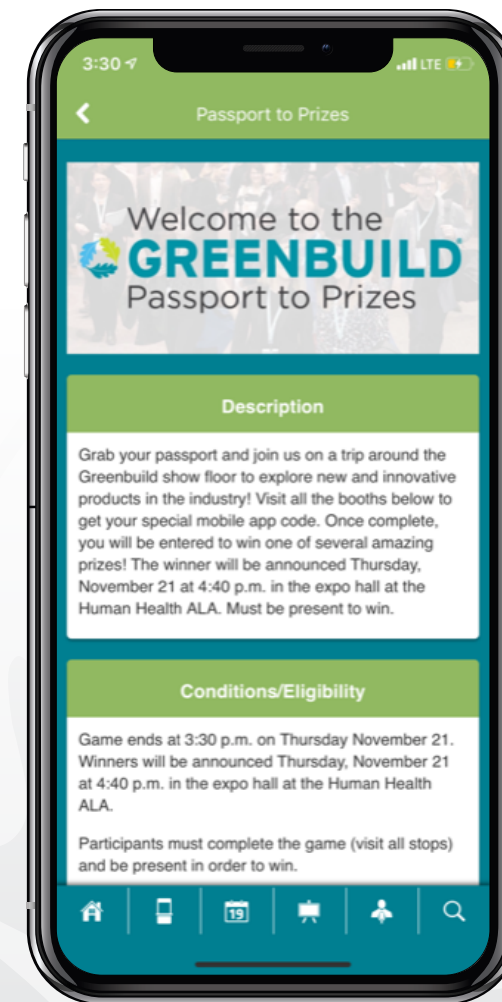 3:30
LTE
Passport to Prizes
Welcome to the
GREENBUILD
Passport to Prizes
Description
Grab your passport and join us on a trip around the
Greenbuild show floor to explore new and innovative
products in the industry! Visit all the booths below to
get your special mobile app code. Once complete,
you will be entered to win one of several amazing
prizes! The winner will be announced Thursday,
November 21 at 4:40 p.m. in the expo hall at the
Human Health ALA. Must be present to win.
Conditions/Eligibility
Game ends at 3:30 p.m. on Thursday November 21.
Winners will be announced Thursday, November 21
at 4:40 p.m. in the expo hall at the Human Health
ALA.
Participants must complete the game (visit all stops)
and be present in order to win.
19